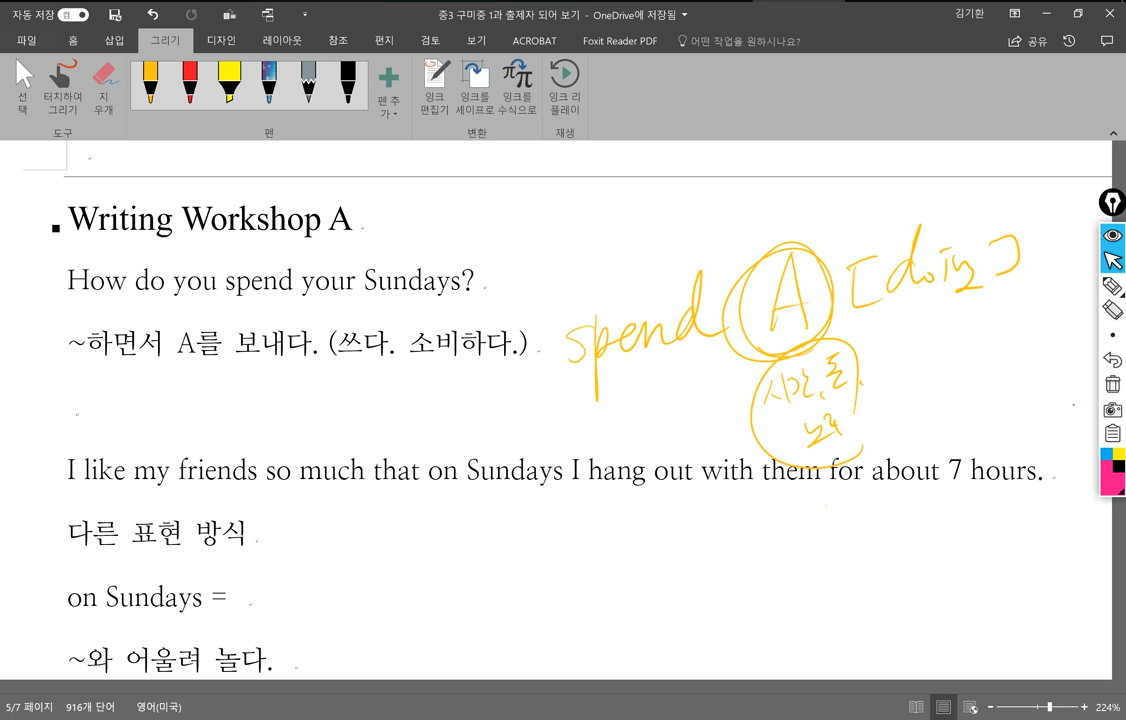 자동 저장 켬
중3 구미중 1과 출제자 되어 보기 - OneDrive에 저장됨
김기환
파일 홈 삽입 그리기 디자인 레이아웃 참조 편지 검토 보기 ACROBAT Foxit Reader PDF 어떤 작업을 원하시나요? 공유
선택 터치하여 그리기 지우개 펜 추가 잉크 편집기 잉크를 셰이프로 잉크를 수식으로 잉크 리플레이
도구 펜 변환 재생
Writing Workshop A
How do you spend your Sundays?
spend A [doing]
~하면서 A를 보내다. (쓰다. 소비하다.)
시간, 돈,
노력
I like my friends so much that on Sundays I hang out with them for about 7 hours.
다른 표현 방식
on Sundays =
~와 어울려 놀다.
5/7 페이지 916개 단어 영어(미국) 224%